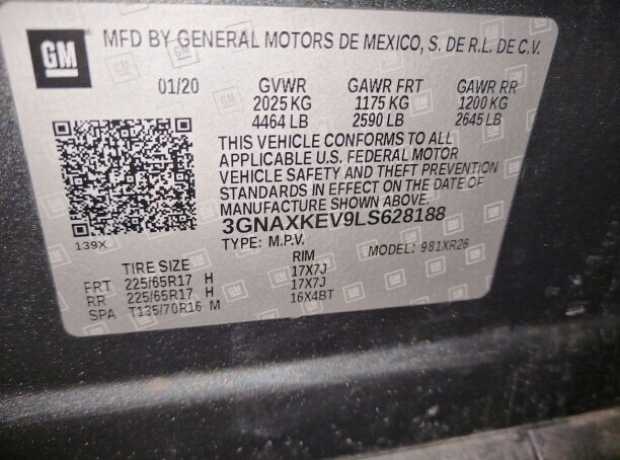 GM
MFD BY GENERAL MOTORS DE MEXICO, S. DE R.L. DE C.V.
01/20 GVWR GAWR FRT GAWR RR
2025 KG 1175 KG 1200 KG
4464 LB 2590 LB 2645 LB
THIS VEHICLE CONFORMS TO ALL
APPLICABLE U.S. FEDERAL MOTOR
VEHICLE SAFETY AND THEFT PREVENTION
STANDARDS IN EFFECT ON THE DATE OF
MANUFACTURE SHOWN ABOVE.
3GNAXKEV9LS628188
139X
TYPE: M.P.V. MODEL: 981XR26
TIRE SIZE RIM
FRT 225/65R17 H 17X7J
RR 225/65R17 H 17X7J
SPA T135/70R16 M 16X4BT